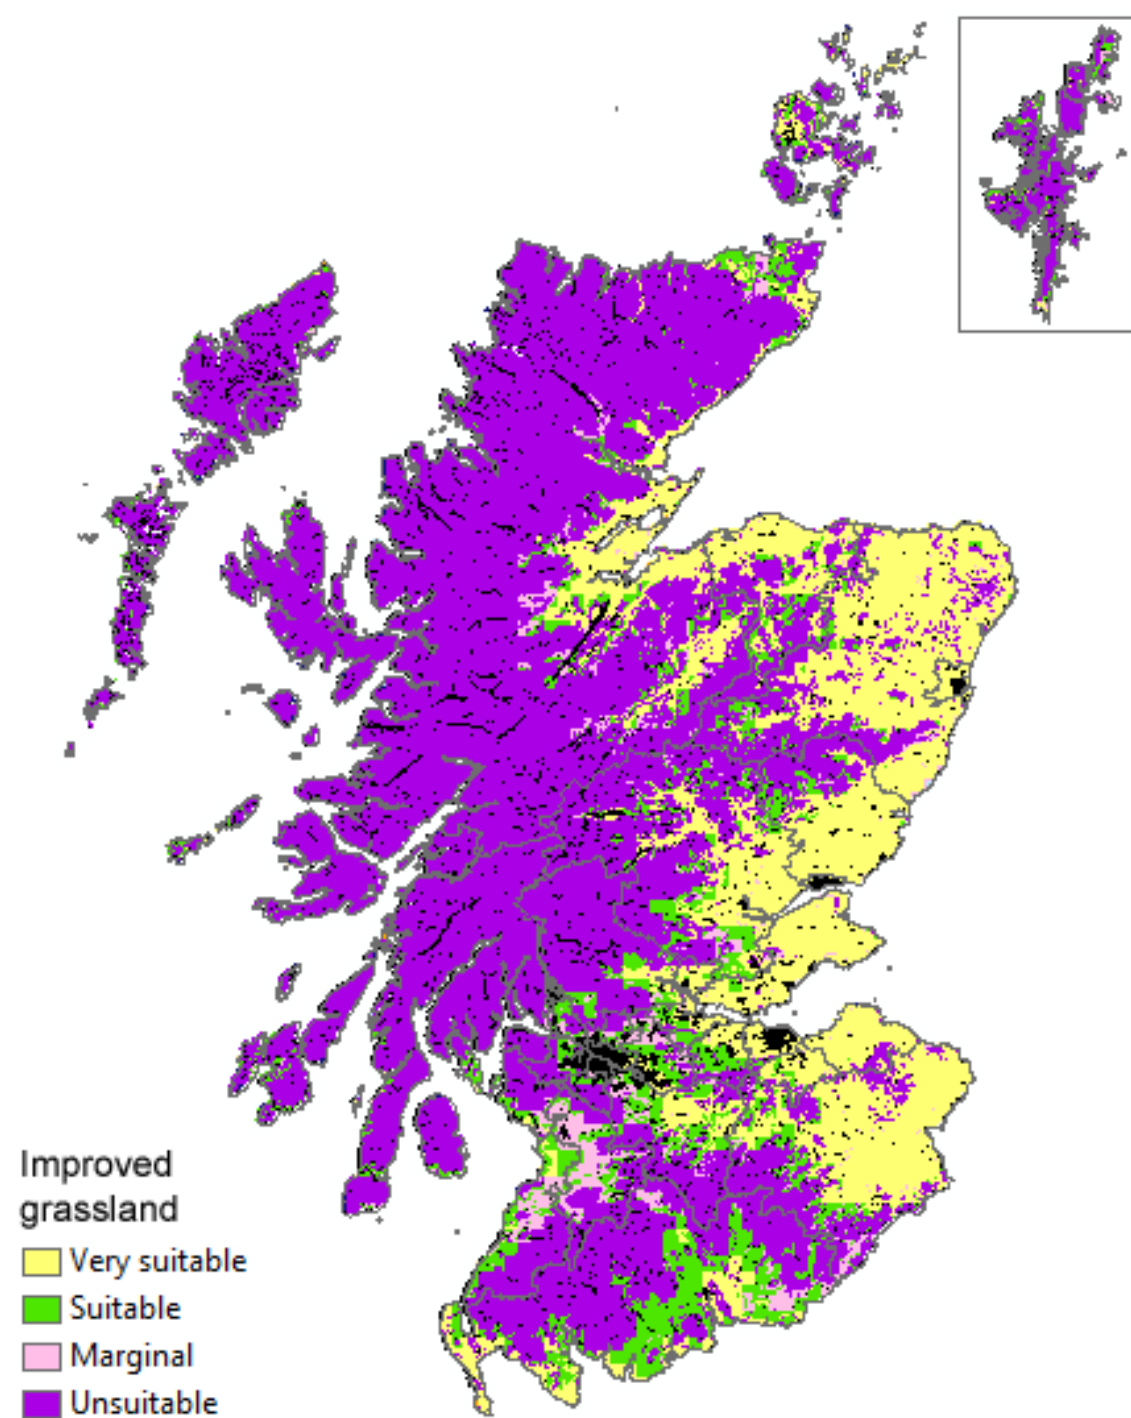 Improved
grassland
Very suitable
Suitable
Marginal
Unsuitable